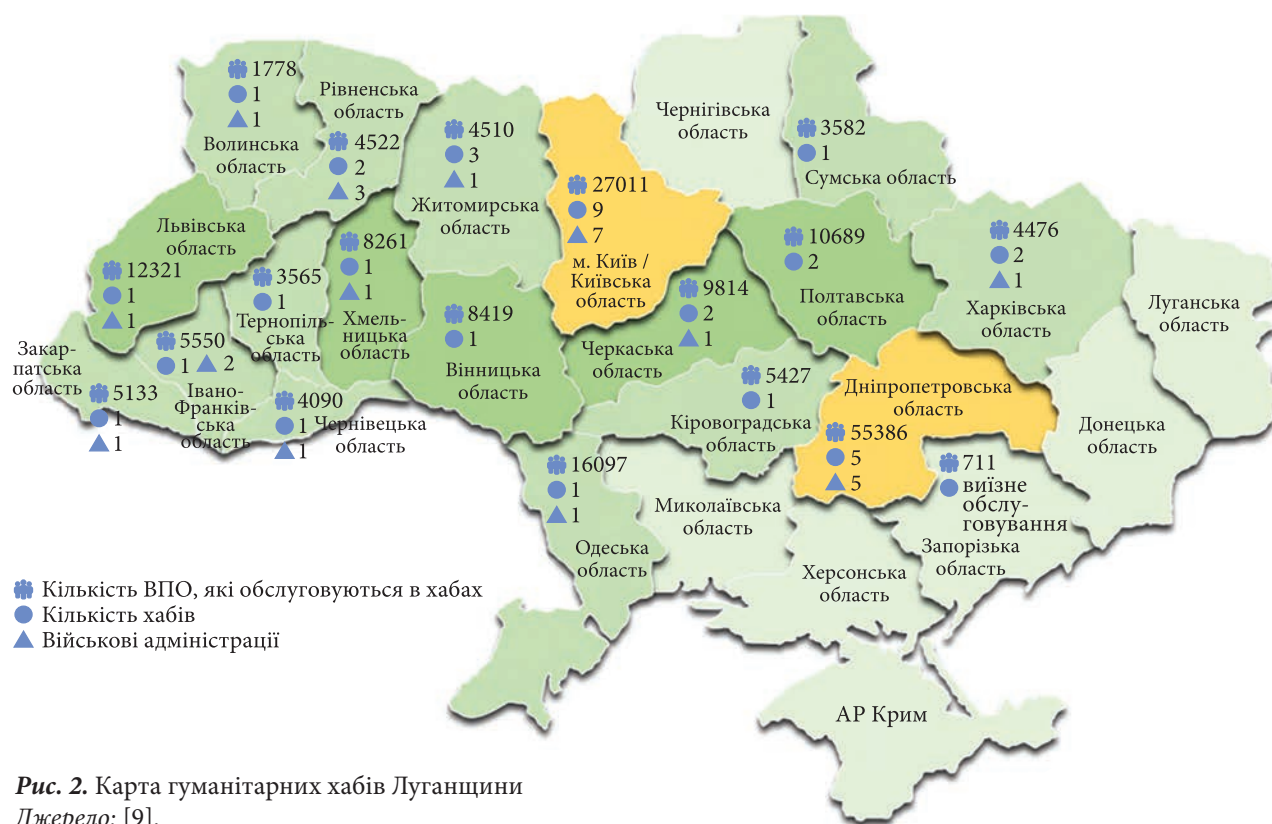 1778
1
1
Волинська
область
Рівненська
область
4522
2
3
4510
3
1
Житомирська
область
27011
9
7
м. Київ /
Київська
область
Чернігівська
область
3582
1
Сумська область
Львівська
область
12321
1
1
3565
1
Тернопіль-
ська
область
8261
1
1
Хмель-
ницька
область
8419
1
Вінницька
область
9814
2
1
Черкаська
область
10689
2
Полтавська
область
4476
2
1
Харківська
область
Луганська
область
Закар-
патська
область
5133
1
1
5550
1 2
Івано-
Франків-
ська
область
4090
1
1
Чернівецька
область
5427
1
Кіровоградська
область
Дніпропетровська
область
55386
5
5
Донецька
область
16097
1
1
Одеська
область
Миколаївська
область
Херсонська
область
711
виїзне
обслу-
говування
Запорізька
область
АР Крим
Кількість ВПО, які обслуговуються в хабах
Кількість хабів
Військові адміністрації
Рис. 2. Карта гуманітарних хабів Луганщини
Джерело: [9].